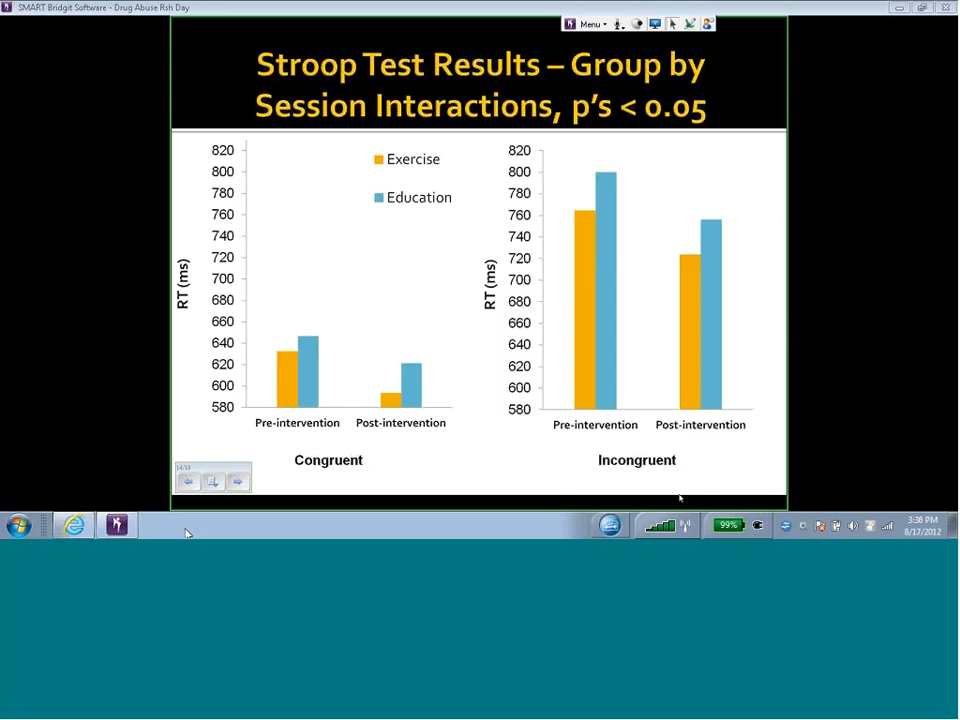 SMART Bridgit Software - Drug Abuse Rsh Day
Menu
Stroop Test Results – Group by
Session Interactions, p's < 0.05
820
800
780
760
740
720
700
680
660
640
620
600
580
RT (ms)
Exercise
Education
Pre-intervention Post-intervention
Congruent
820
800
780
760
740
720
700
680
660
640
620
600
580
RT (ms)
Pre-intervention Post-intervention
Incongruent
14/18
99%
3:36 PM
8/17/2012